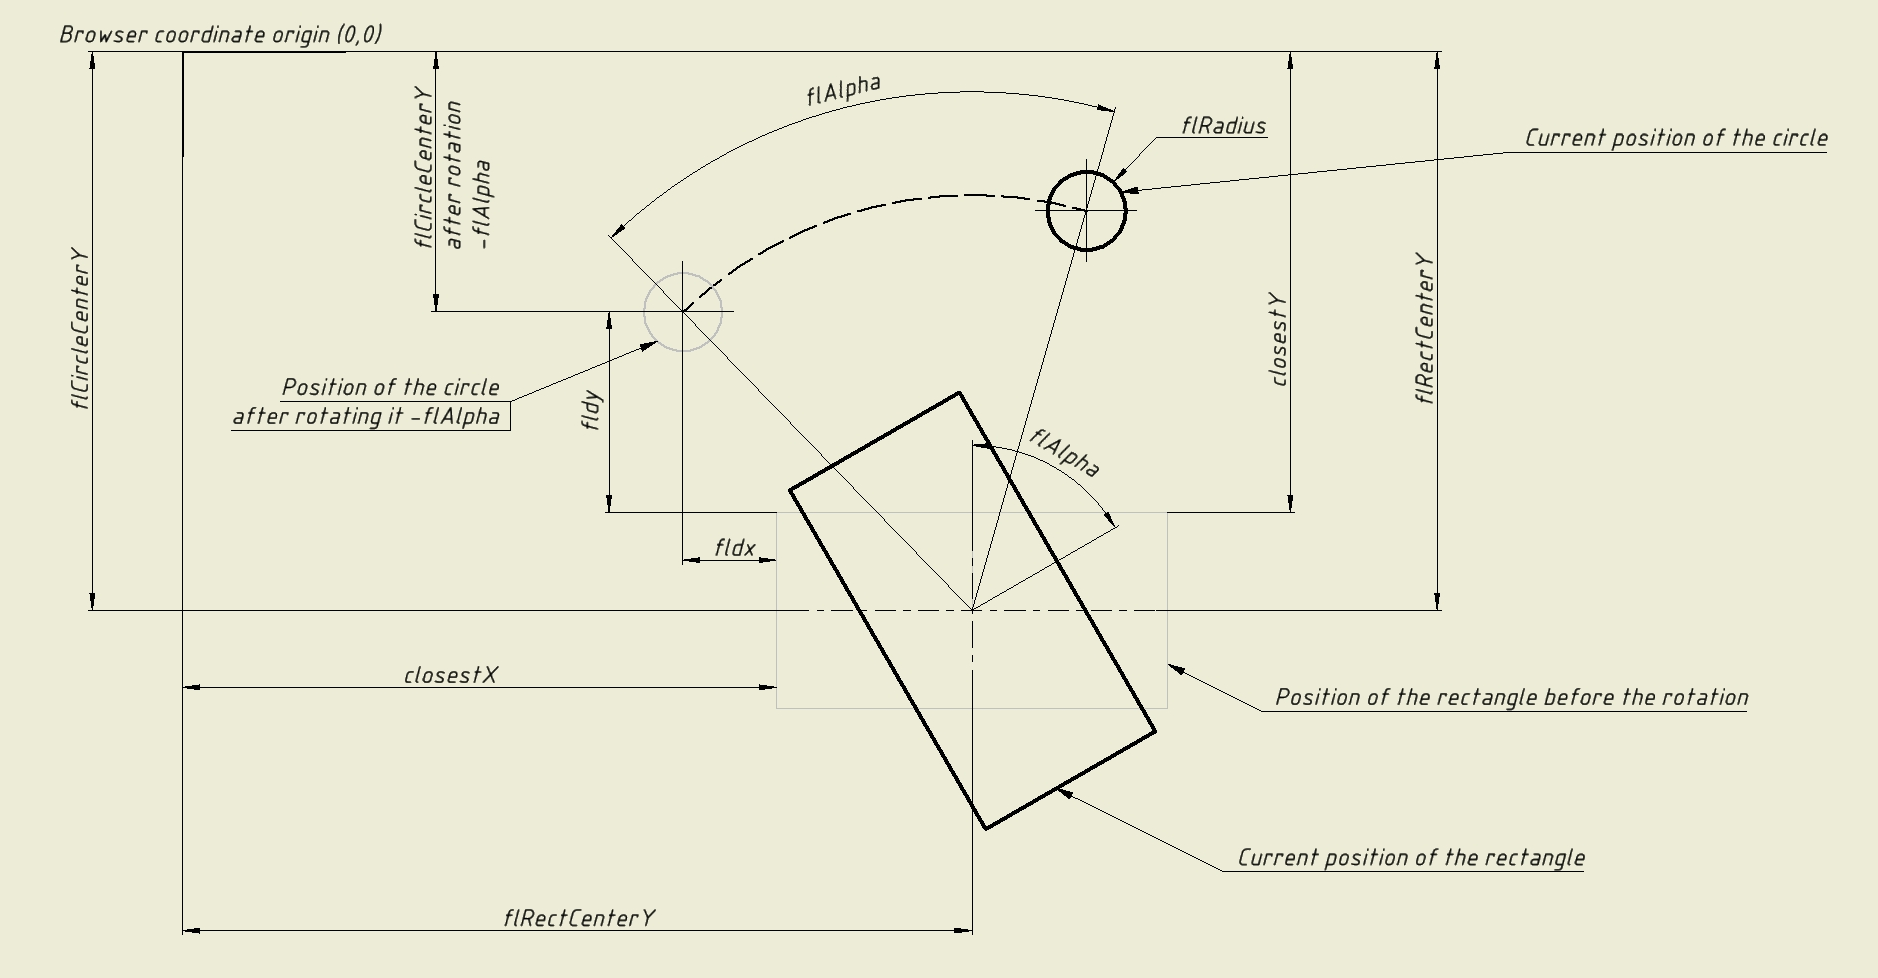 Browser coordinate origin (0,0)
flCircleCenterY
flCircleCenterY
after rotation
-flAlpha
flAlpha
flRadius
Current position of the circle
closestY
flRectCenterY
Position of the circle
after rotating it -flAlpha
fldy
flAlpha
fldx
closestX
Position of the rectangle before the rotation
Current position of the rectangle
flRectCenterY